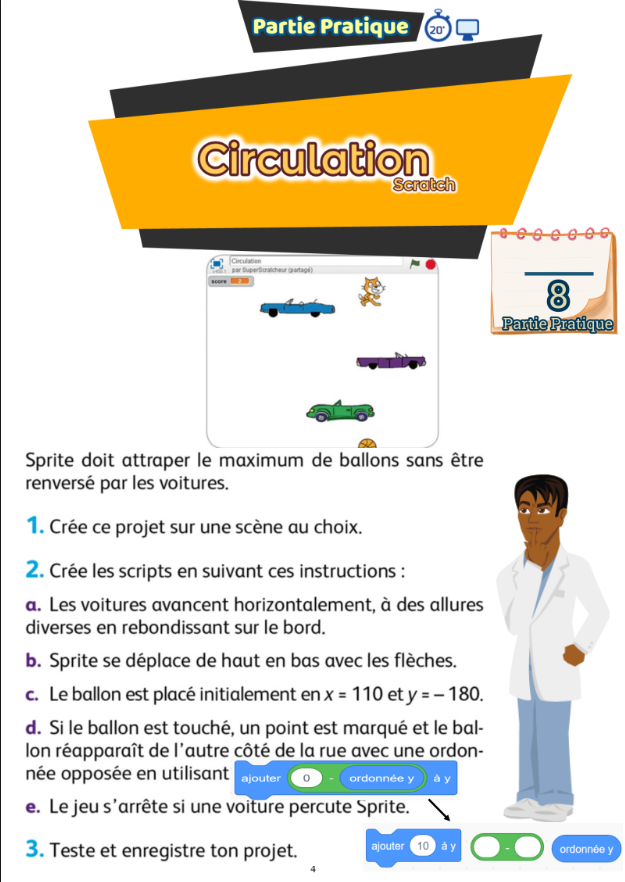 Partie Pratique
20'
Circulation
Scratch
Circulation
par SuperScratcheur (partagé)
score 2
8
Partie Pratique
Sprite doit attraper le maximum de ballons sans être
renversé par les voitures.
1. Crée ce projet sur une scène au choix.
2. Crée les scripts en suivant ces instructions :
a. Les voitures avancent horizontalement, à des allures
diverses en rebondissant sur le bord.
b. Sprite se déplace de haut en bas avec les flèches.
c. Le ballon est placé initialement en x = 110 et y = – 180.
d. Si le ballon est touché, un point est marqué et le bal-
lon réapparaît de l'autre côté de la rue avec une ordon-
née opposée en utilisant ajouter 0 - ordonnée y à y
e. Le jeu s'arrête si une voiture percute Sprite.
ajouter 10 à y - ordonnée y
3. Teste et enregistre ton projet.
4